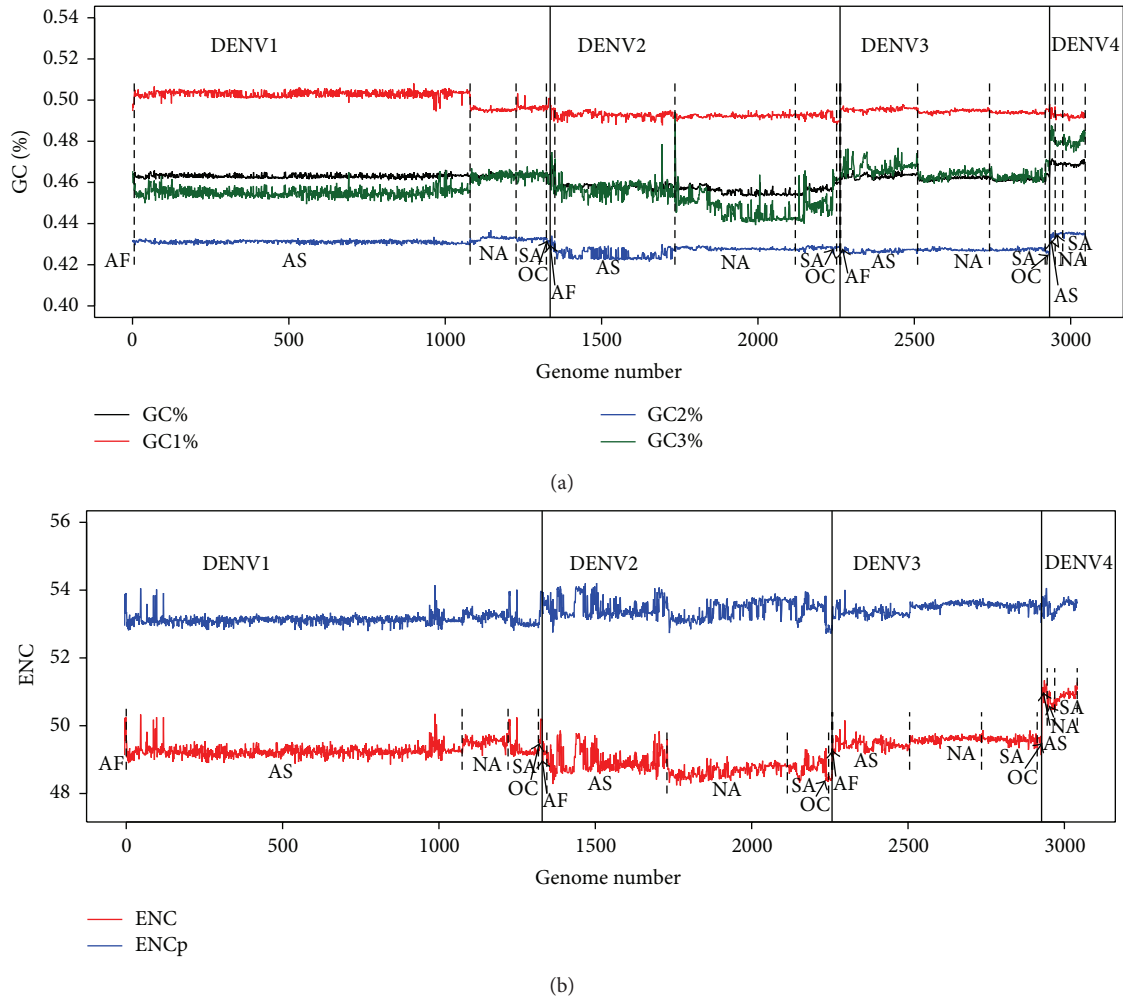 0.54
0.52
0.50
0.48
0.46
0.44
0.42
0.40
GC (%)
DENV1
DENV2
DENV3
DENV4
AF
AS
NA
SA
OC
AF
AS
NA
SA
OC
AF
AS
NA
SA
OC
AS
NA
SA
0 500 1000 1500 2000 2500 3000
Genome number
GC%
GC1%
GC2%
GC3%
(a)
56
54
52
50
48
ENC
DENV1
DENV2
DENV3
DENV4
AF
AS
NA
SA
OC
AF
AS
NA
SA
OC
AF
AS
NA
SA
OC
AS
NA
SA
0 500 1000 1500 2000 2500 3000
Genome number
ENC
ENCp
(b)